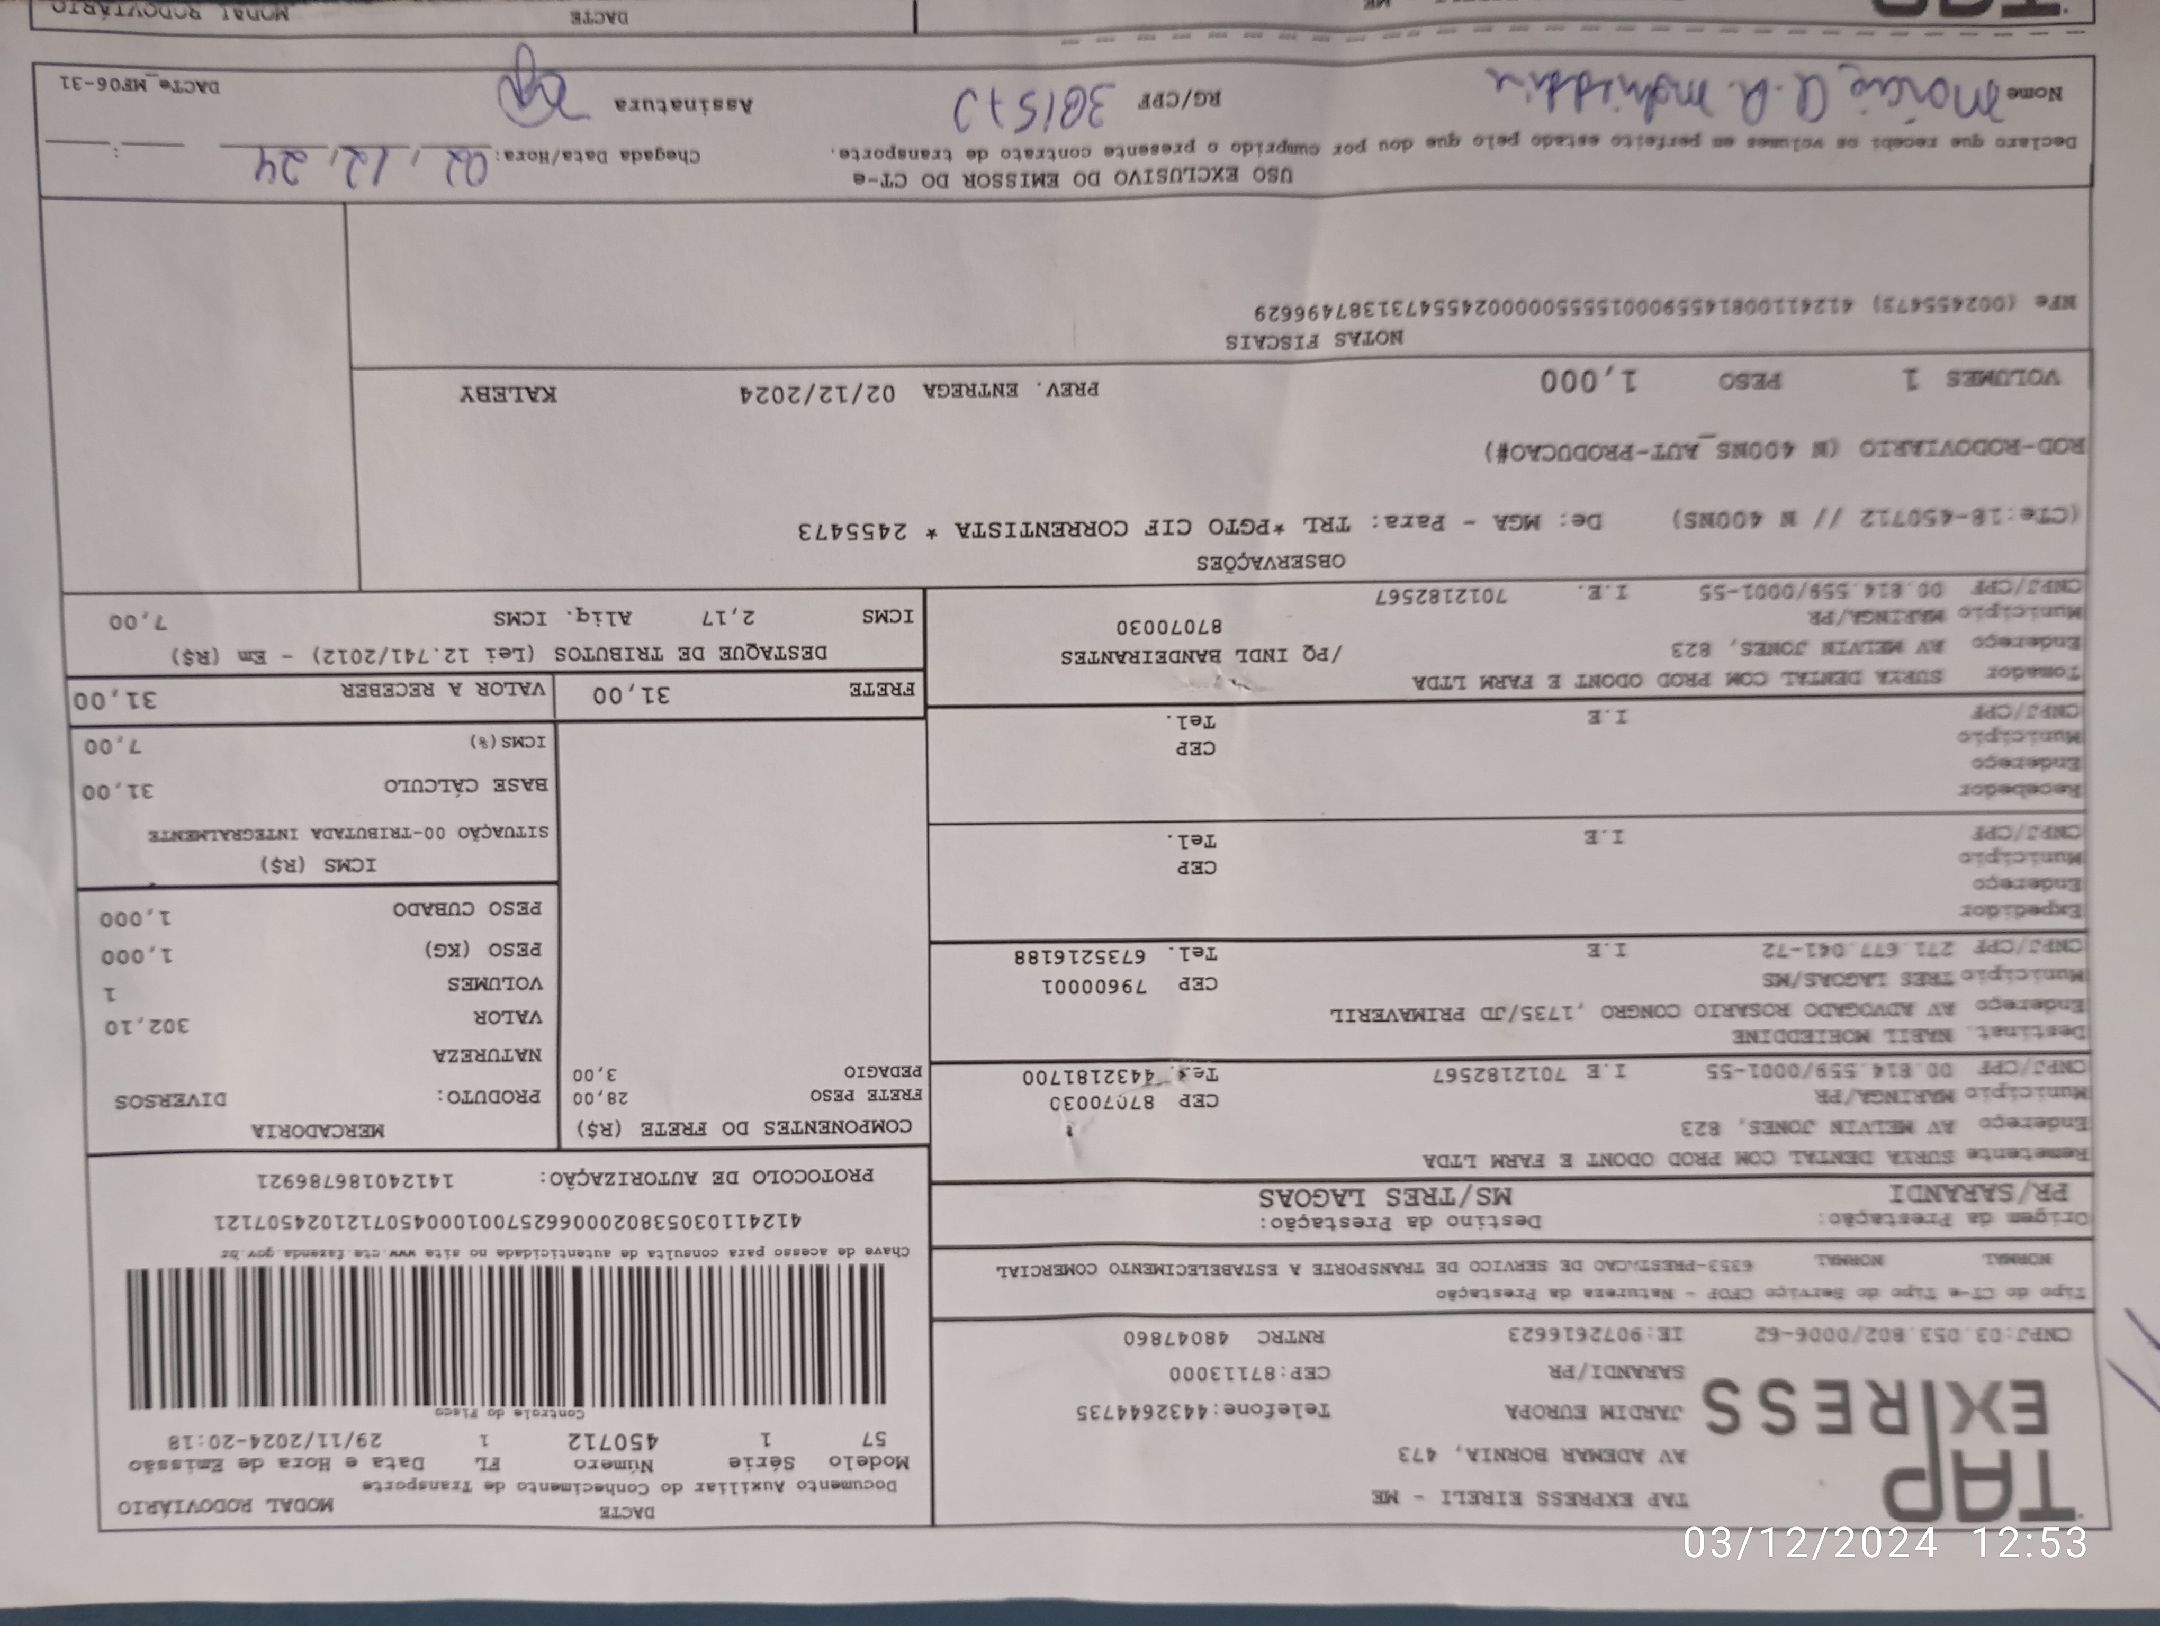 TAP
EXPRESS
TAP EXPRESS EIRELI - ME
AV ADEMAR BORNIA, 473
JARDIM EUROPA Telefone:4432644735
SARANDI/PR CEP:87113000
CNPJ:03.053.802/0006-62 IE:9072616623 RNTRC 48047860
DACTE MODAL RODOVIÁRIO
Documento Auxiliar do Conhecimento de Transporte
Modelo Série Número FL Data e Hora de Emissão
57 1 450712 1 29/11/2024-20:18
Controle do Fisco
Chave de acesso para consulta de autenticidade no site www.cte.fazenda.gov.br
41241103053802000662570010004507121024507121
PROTOCOLO DE AUTORIZAÇÃO: 141240186786921
Tipo do CT-e Tipo do Serviço CFOP - Natureza da Prestação
NORMAL NORMAL 6353-PRESTACAO DE SERVICO DE TRANSPORTE A ESTABELECIMENTO COMERCIAL
Origem da Prestação: Destino da Prestação:
PR/SARANDI MS/TRES LAGOAS
Remetente SURYA DENTAL COM PROD ODONT E FARM LTDA
Endereço AV MELVIN JONES, 823
Município MARINGA/PR CEP 87070030
CNPJ/CPF 00.814.559/0001-55 I.E 7012182567 Tel. 4432181700
Destinat. NABIL MOHIEDDINE
Endereço AV ADVOGADO ROSARIO CONGRO ,1735/JD PRIMAVERIL
Município TRES LAGOAS/MS CEP 79600001
CNPJ/CPF 271.677.041-72 I.E Tel. 6735216188
Expedidor
Endereço
Município CEP
CNPJ/CPF I.E Tel.
Recebedor
Endereço
Município CEP
CNPJ/CPF I.E Tel.
Tomador SURYA DENTAL COM PROD ODONT E FARM LTDA
Endereço AV MELVIN JONES, 823 /PQ INDL BANDEIRANTES
Município MARINGA/PR 87070030
CNPJ/CPF 00.814.559/0001-55 I.E. 7012182567
COMPONENTES DO FRETE (R$)
FRETE PESO 28,00
PEDAGIO 3,00
MERCADORIA
PRODUTO: DIVERSOS
NATUREZA
VALOR 302,10
VOLUMES 1
PESO (KG) 1,000
PESO CUBADO 1,000
ICMS (R$)
SITUAÇÃO 00-TRIBUTADA INTEGRALMENTE
BASE CÁLCULO 31,00
ICMS(%) 7,00
FRETE 31,00 VALOR A RECEBER 31,00
DESTAQUE DE TRIBUTOS (Lei 12.741/2012) - Em (R$)
ICMS 2,17 Aliq. ICMS 7,00
OBSERVAÇÕES
(CTe:18-450712 // N 400NS) De: MGA - Para: TRL *PGTO CIF CORRENTISTA * 2455473
ROD-RODOVIARIO (N 400NS_AUT-PRODUCAO#)
VOLUMES 1 PESO 1,000 PREV. ENTREGA 02/12/2024 KALEBY
NOTAS FISCAIS
NFe (002455473) 41241100814559000155550000024554731387496629
USO EXCLUSIVO DO EMISSOR DO CT-e
Declaro que recebi os volumes em perfeito estado pelo que dou por cumprido o presente contrato de transporte. Chegada Data/Hora: 02, 12, 24 :
Nome RG/CPF Assinatura
DACTe_MF06-31
TAP
ME
DACTE MODAL RODOVIÁRIO
03/12/2024 12:53